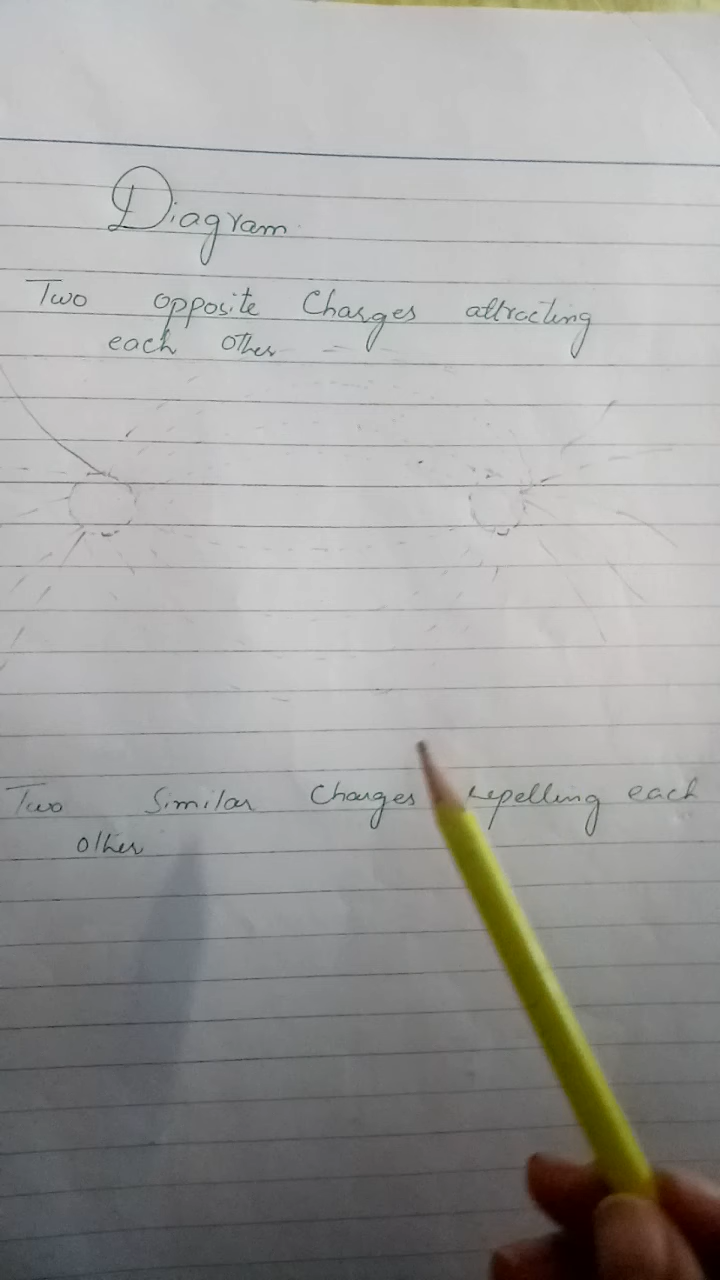 Diagram
Two opposite Charges attracting
each other
Two Similar Charges repelling each
other